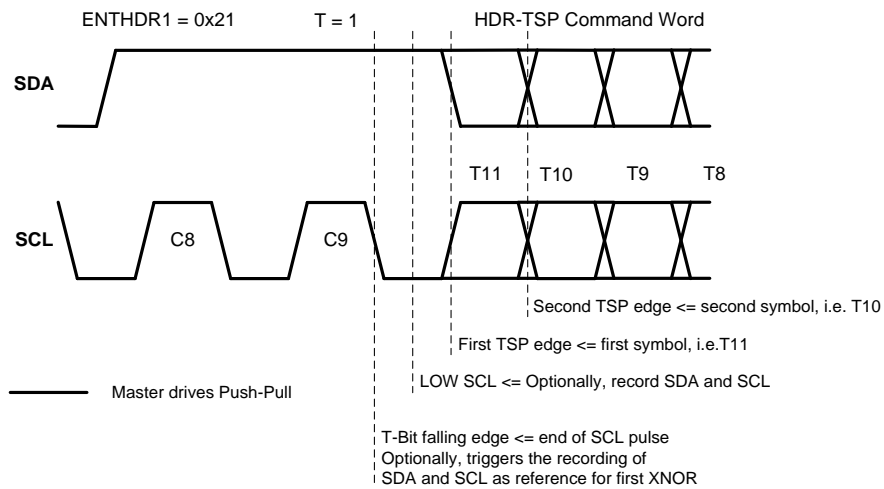 ENTHDR1 = 0x21 T = 1 HDR-TSP Command Word
SDA
T11 T10 T9 T8
SCL C8 C9
Second TSP edge <= second symbol, i.e. T10
First TSP edge <= first symbol, i.e.T11
LOW SCL <= Optionally, record SDA and SCL
Master drives Push-Pull
T-Bit falling edge <= end of SCL pulse
Optionally, triggers the recording of
SDA and SCL as reference for first XNOR